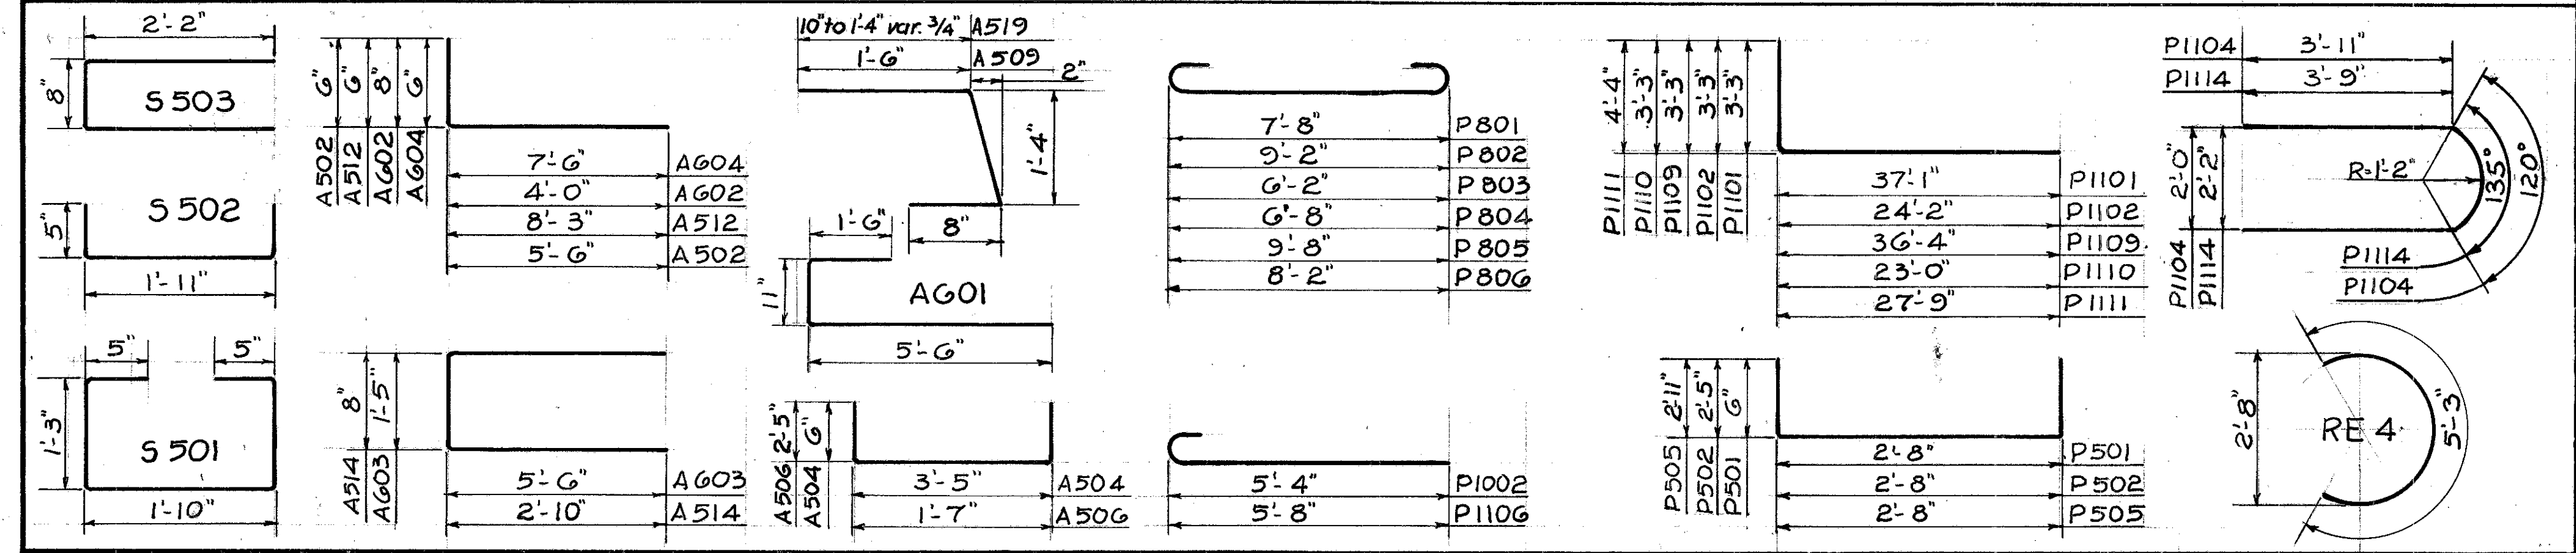 2'-2"
8"
S 503
S 502
5"
1'-11"
5" 5"
1'-3"
S 501
1'-10"
6" 6" 8" 6"
A502 A512 A602 A604
7'-6" A604
4'-0" A602
8'-3" A512
5'-6" A502
8" 1'-5"
A514 A603
5'-6" A603
2'-10" A514
10" to 1'-4" var. 3/4" A519
1'-6" A509
2"
1'-4"
8"
1'-6"
11"
A601
5'-6"
2'-5" 6"
A506 A504
3'-5" A504
1'-7" A506
7'-8" P801
9'-2" P802
6'-2" P803
6'-8" P804
9'-8" P805
8'-2" P806
5'-4" P1002
5'-8" P1106
4'-4" 3'-3" 3'-3" 3'-3" 3'-3"
P1111 P1110 P1109 P1102 P1101
37'-1" P1101
24'-2" P1102
36'-4" P1109
23'-0" P1110
27'-9" P1111
2'-11" 2'-5" 6"
P505 P502 P501
2'-8" P501
2'-8" P502
2'-8" P505
P1104 3'-11"
P1114 3'-9"
2'-0" 2'-2"
P1104 P1114
R-1'-2"
135° 120°
P1114
P1104
2'-8"
RE 4
5'-3"